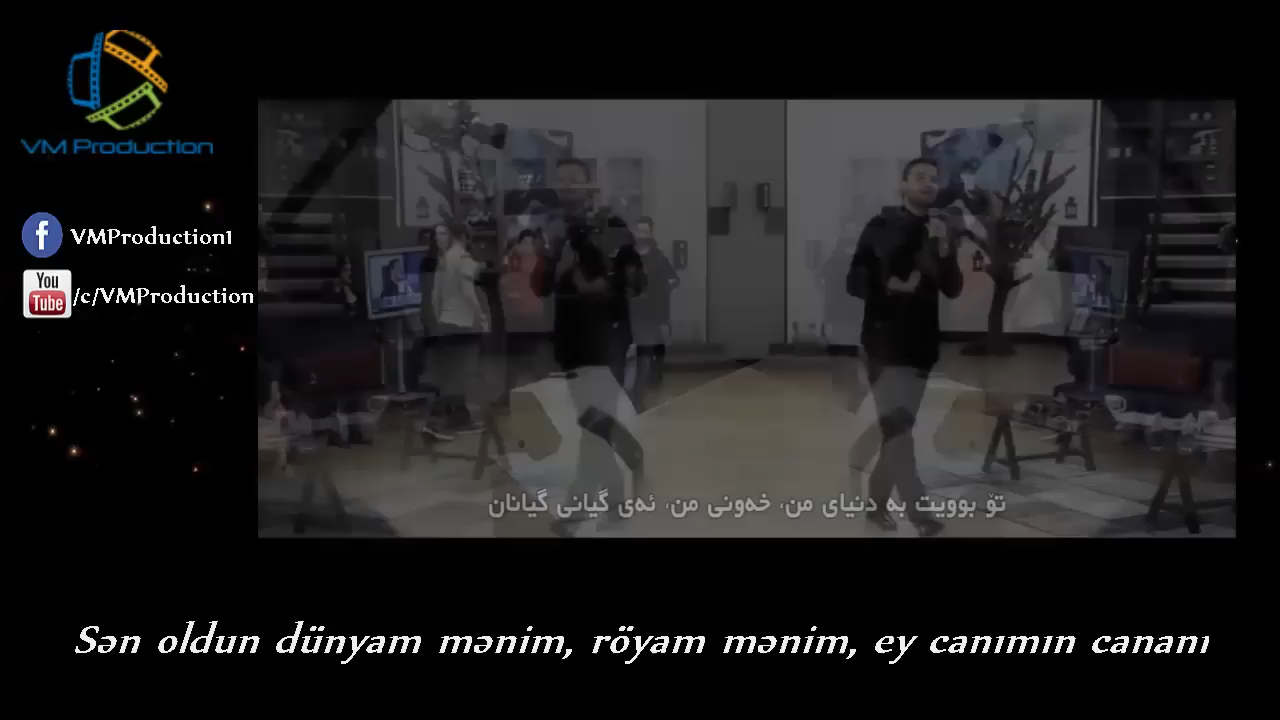 VM Production
f VMProduction1
You Tube /c/VMProduction
تۆ بوویت بە دنیای من، خەونی من، ئەی گیانی گیانان
Sən oldun dünyam mənim, röyam mənim, ey canımın cananı